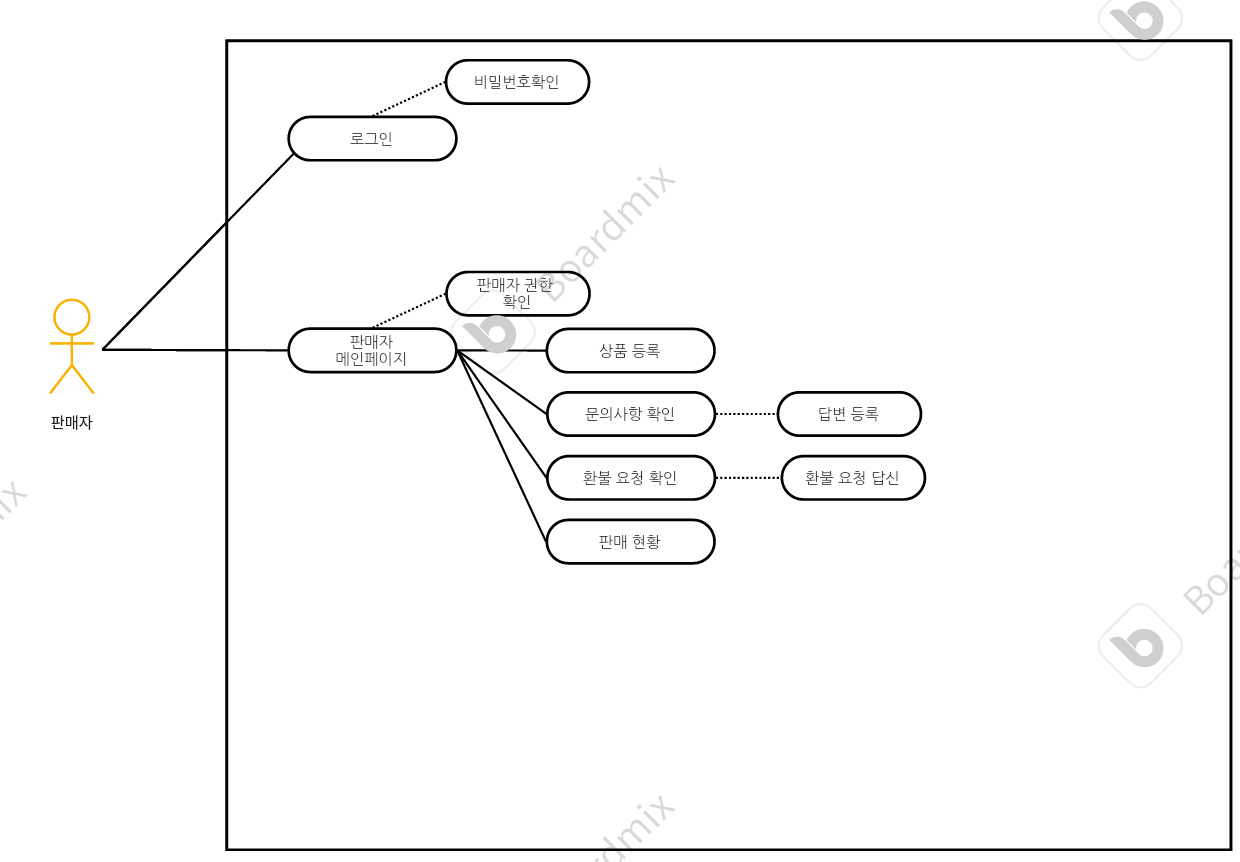 비밀번호확인
로그인
Boardmix
판매자 권한
확인
판매자
메인페이지
상품 등록
판매자
문의사항 확인
답변 등록
환불 요청 확인
환불 요청 답신
판매 현황
Boardmix